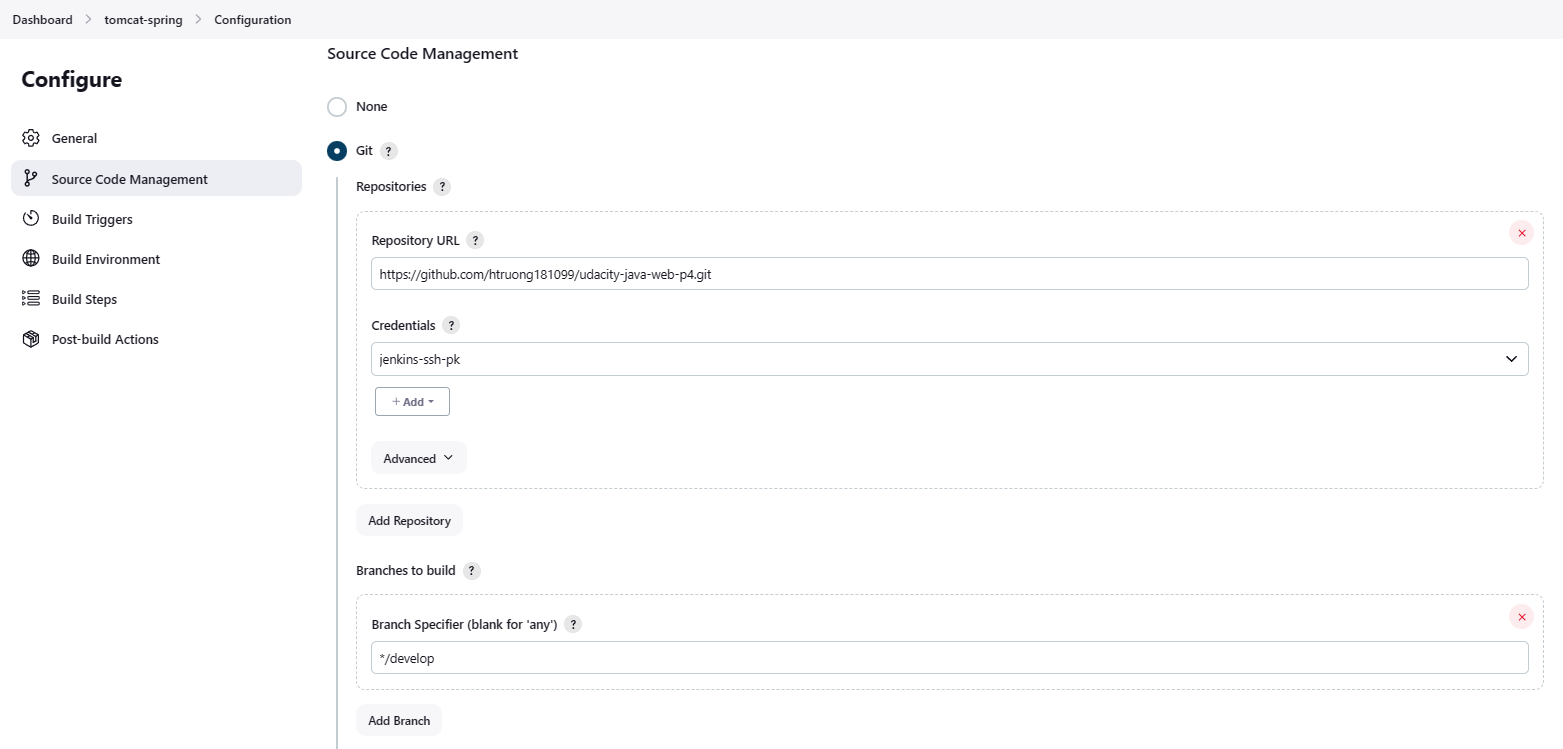 Dashboard > tomcat-spring > Configuration
Configure
General
Source Code Management
Build Triggers
Build Environment
Build Steps
Post-build Actions
Source Code Management
None
Git ?
Repositories ?
Repository URL ?
https://github.com/htruong181099/udacity-java-web-p4.git
Credentials ?
jenkins-ssh-pk
+ Add
Advanced
Add Repository
Branches to build ?
Branch Specifier (blank for 'any') ?
*/develop
Add Branch